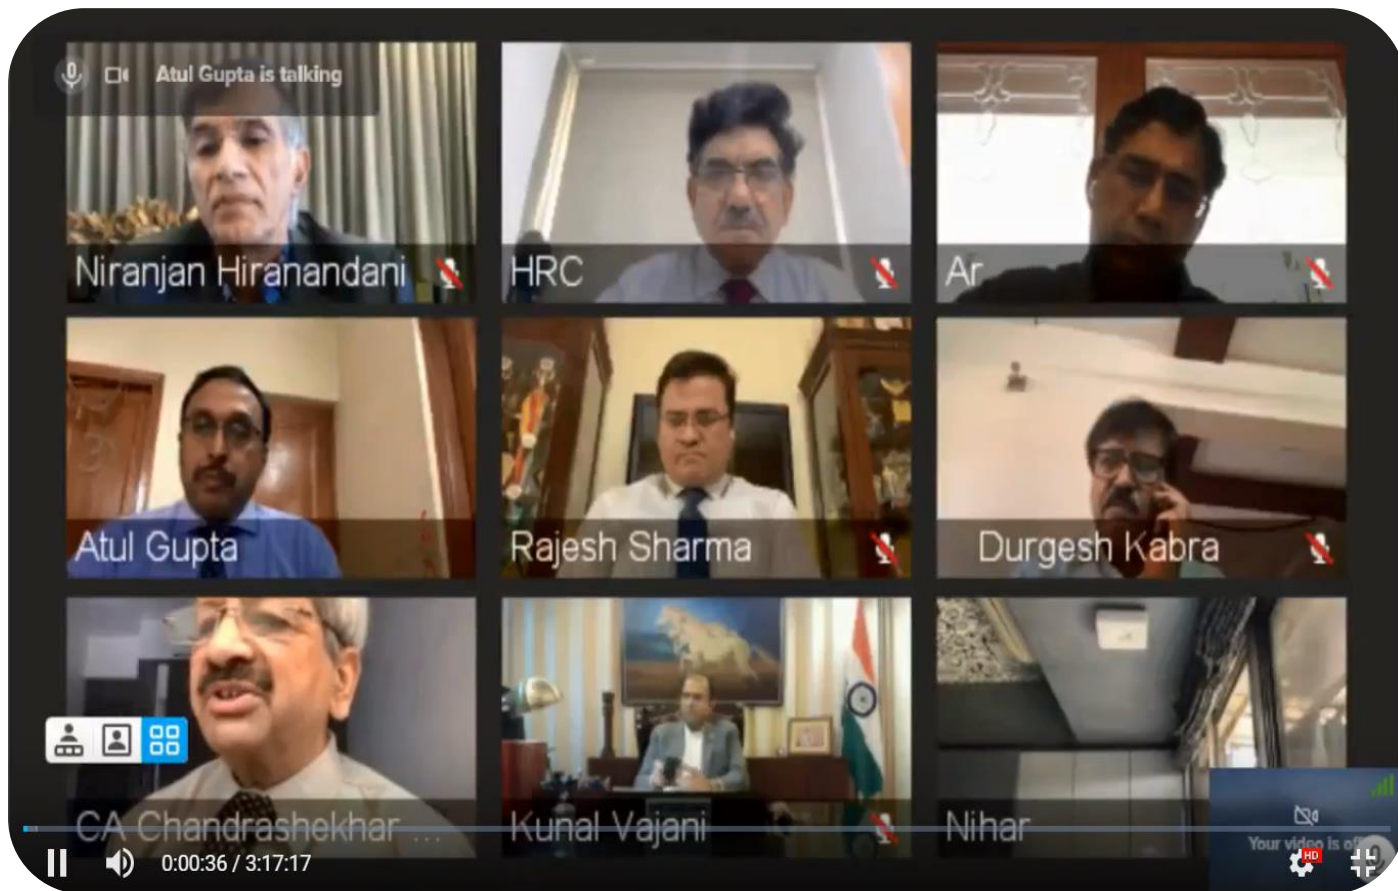 Atul Gupta is talking
Niranjan Hiranandani
HRC
Ar
Atul Gupta
Rajesh Sharma
Durgesh Kabra
CA Chandrashekhar ...
Kunal Vajani
Nihar
Your video is of
0:00:36 / 3:17:17
HD